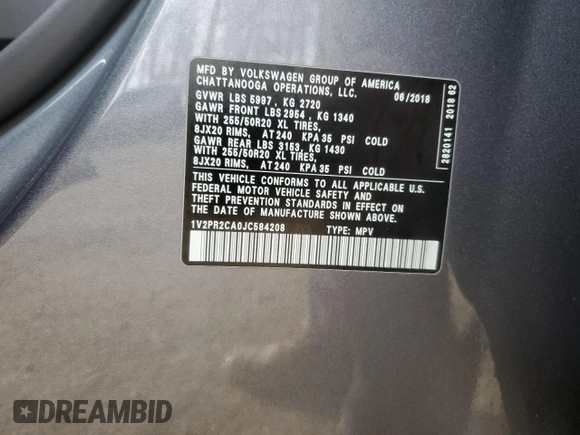 MFD BY VOLKSWAGEN GROUP OF AMERICA
CHATTANOOGA OPERATIONS, LLC.
06/2018
GVWR LBS 5997, KG 2720
GAWR FRONT LBS 2954, KG 1340
WITH 255/50R20 XL TIRES,
8JX20 RIMS, AT 240 KPA 35 PSI COLD
GAWR REAR LBS 3153, KG 1430
WITH 255/50R20 XL TIRES,
8JX20 RIMS, AT 240 KPA 35 PSI COLD
THIS VEHICLE CONFORMS TO ALL APPLICABLE U.S.
FEDERAL MOTOR VEHICLE SAFETY AND
THEFT PREVENTION STANDARDS IN EFFECT ON
THE DATE OF MANUFACTURE SHOWN ABOVE.
1V2PR2CA0JC584208 TYPE: MPV
2820141 2018 62
DREAMBID